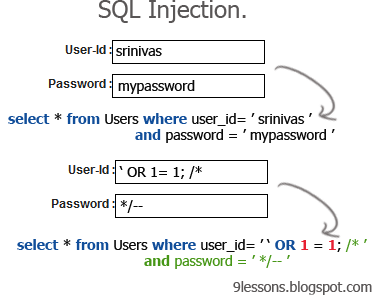 SQL Injection.
User-Id : srinivas
Password : mypassword
select * from Users where user_id= ’ srinivas ’
and password = ’ mypassword ’
User-Id : ‘ OR 1= 1; /*
Password : */--
select * from Users where user_id= ’‘ OR 1 = 1; /* ’
and password = ’ */-- ’
9lessons.blogspot.com